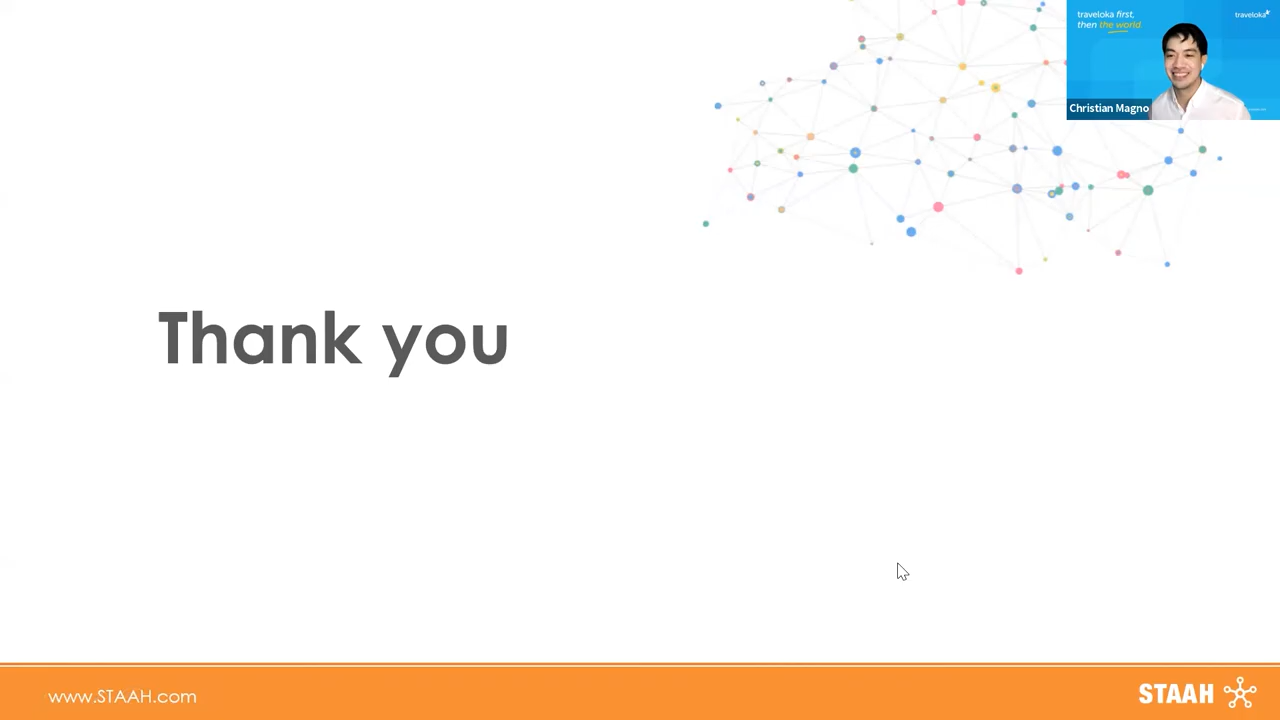 traveloka first,
then the world
traveloka
Christian Magno
Thank you
www.STAAH.com
STAAH